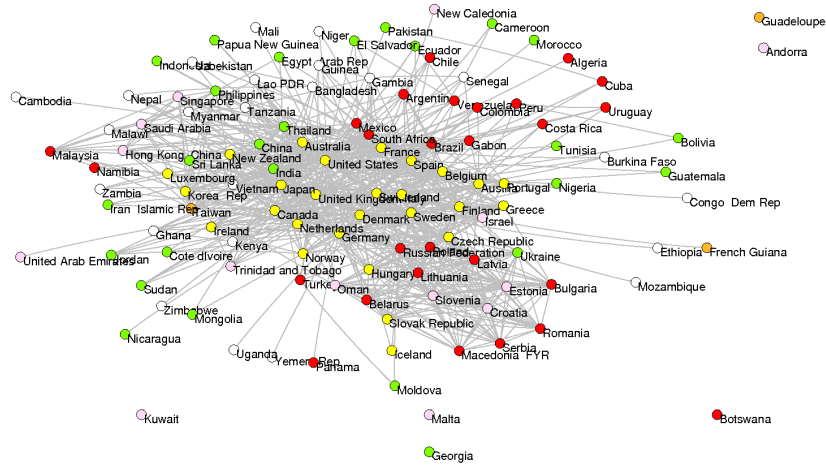 New Caledonia
Guadeloupe
Cameroon
Mali
Niger
Pakistan
Andorra
Papua New Guinea
El Salvador
Ecuador
Morocco
Chile
Algeria
Egypt  Arab Rep
Uzbekistan
Guinea
Lao PDR
Gambia
Senegal
Cuba
Bangladesh
Philippines
Cambodia
Nepal
Singapore
Argentina
Venezuela
Peru
Colombia
Uruguay
Myanmar
Tanzania
Saudi Arabia
Mexico
Costa Rica
Malawi
Thailand
South Africa
Bolivia
China
Australia
Brazil
Gabon
Tunisia
Malaysia
Hong Kong  China
New Zealand
France
Burkina Faso
Sri Lanka
United States
Spain
Namibia
India
Belgium
Guatemala
Luxembourg
Vietnam
Japan
Austria
Portugal
Nigeria
Zambia
Korea  Rep
United Kingdom
Italy
Congo  Dem Rep
Iran  Islamic Rep
Taiwan
Canada
Denmark
Sweden
Finland
Greece
Israel
Ireland
Netherlands
Ghana
Germany
Czech Republic
Kenya
Russian Federation
Poland
Ethiopia
French Guiana
United Arab Emirates
Jordan
Cote dIvoire
Norway
Latvia
Ukraine
Trinidad and Tobago
Hungary
Lithuania
Turkey
Oman
Mozambique
Sudan
Estonia
Bulgaria
Zimbabwe
Belarus
Slovenia
Croatia
Mongolia
Slovak Republic
Nicaragua
Romania
Uganda
Iceland
Macedonia  FYR
Serbia
Yemen  Rep
Panama
Moldova
Kuwait
Malta
Botswana
Georgia